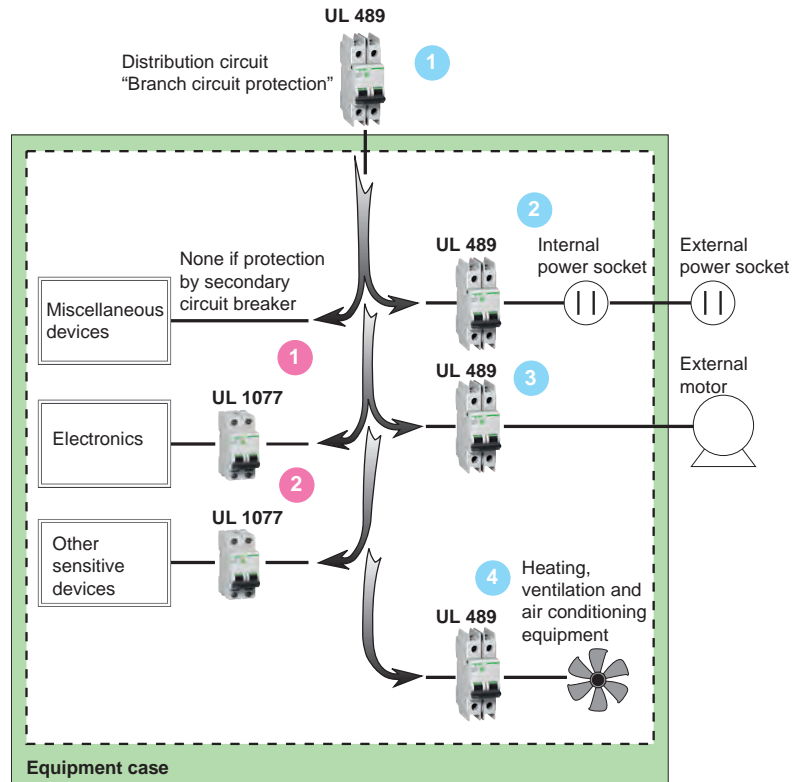 UL 489
Distribution circuit
“Branch circuit protection”
1
2
None if protection
by secondary
circuit breaker
UL 489
Internal
power socket
External
power socket
Miscellaneous
devices
1
UL 489
3
External
motor
UL 1077
Electronics
2
UL 1077
Other
sensitive
devices
4
Heating,
ventilation and
air conditioning
equipment
UL 489
Equipment case